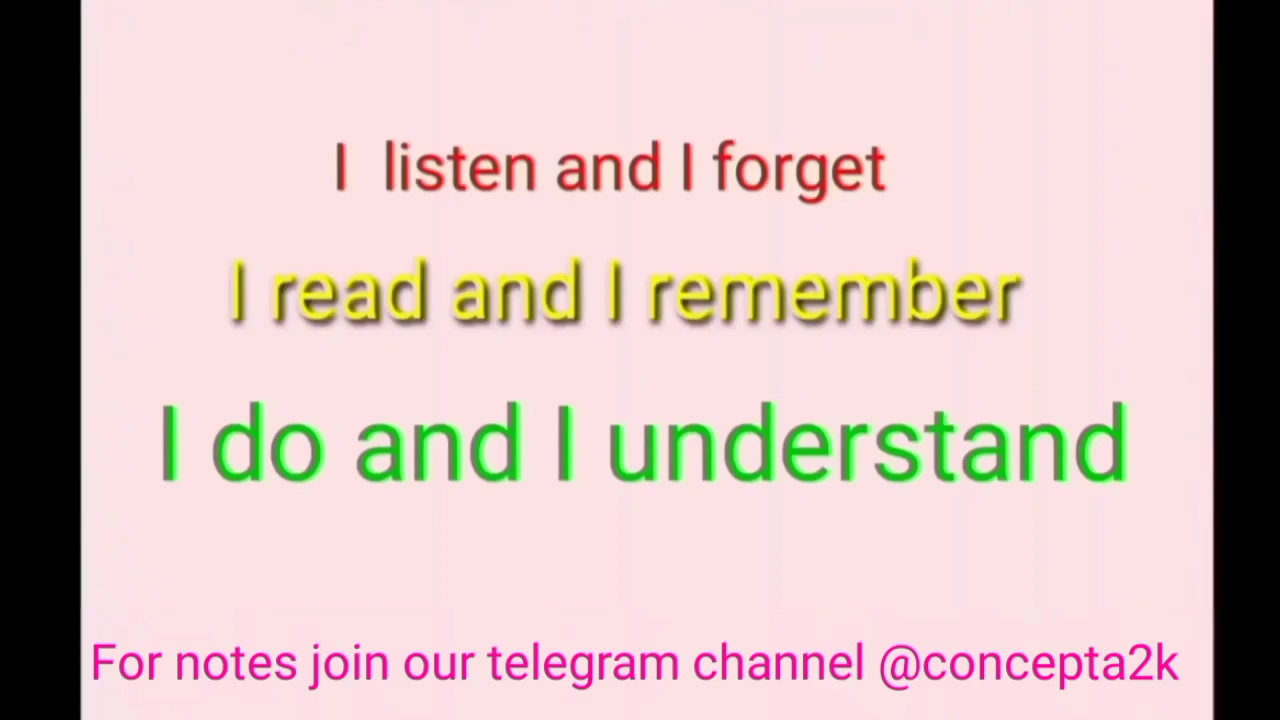 I listen and I forget
I read and I remember
I do and I understand
For notes join our telegram channel @concepta2k